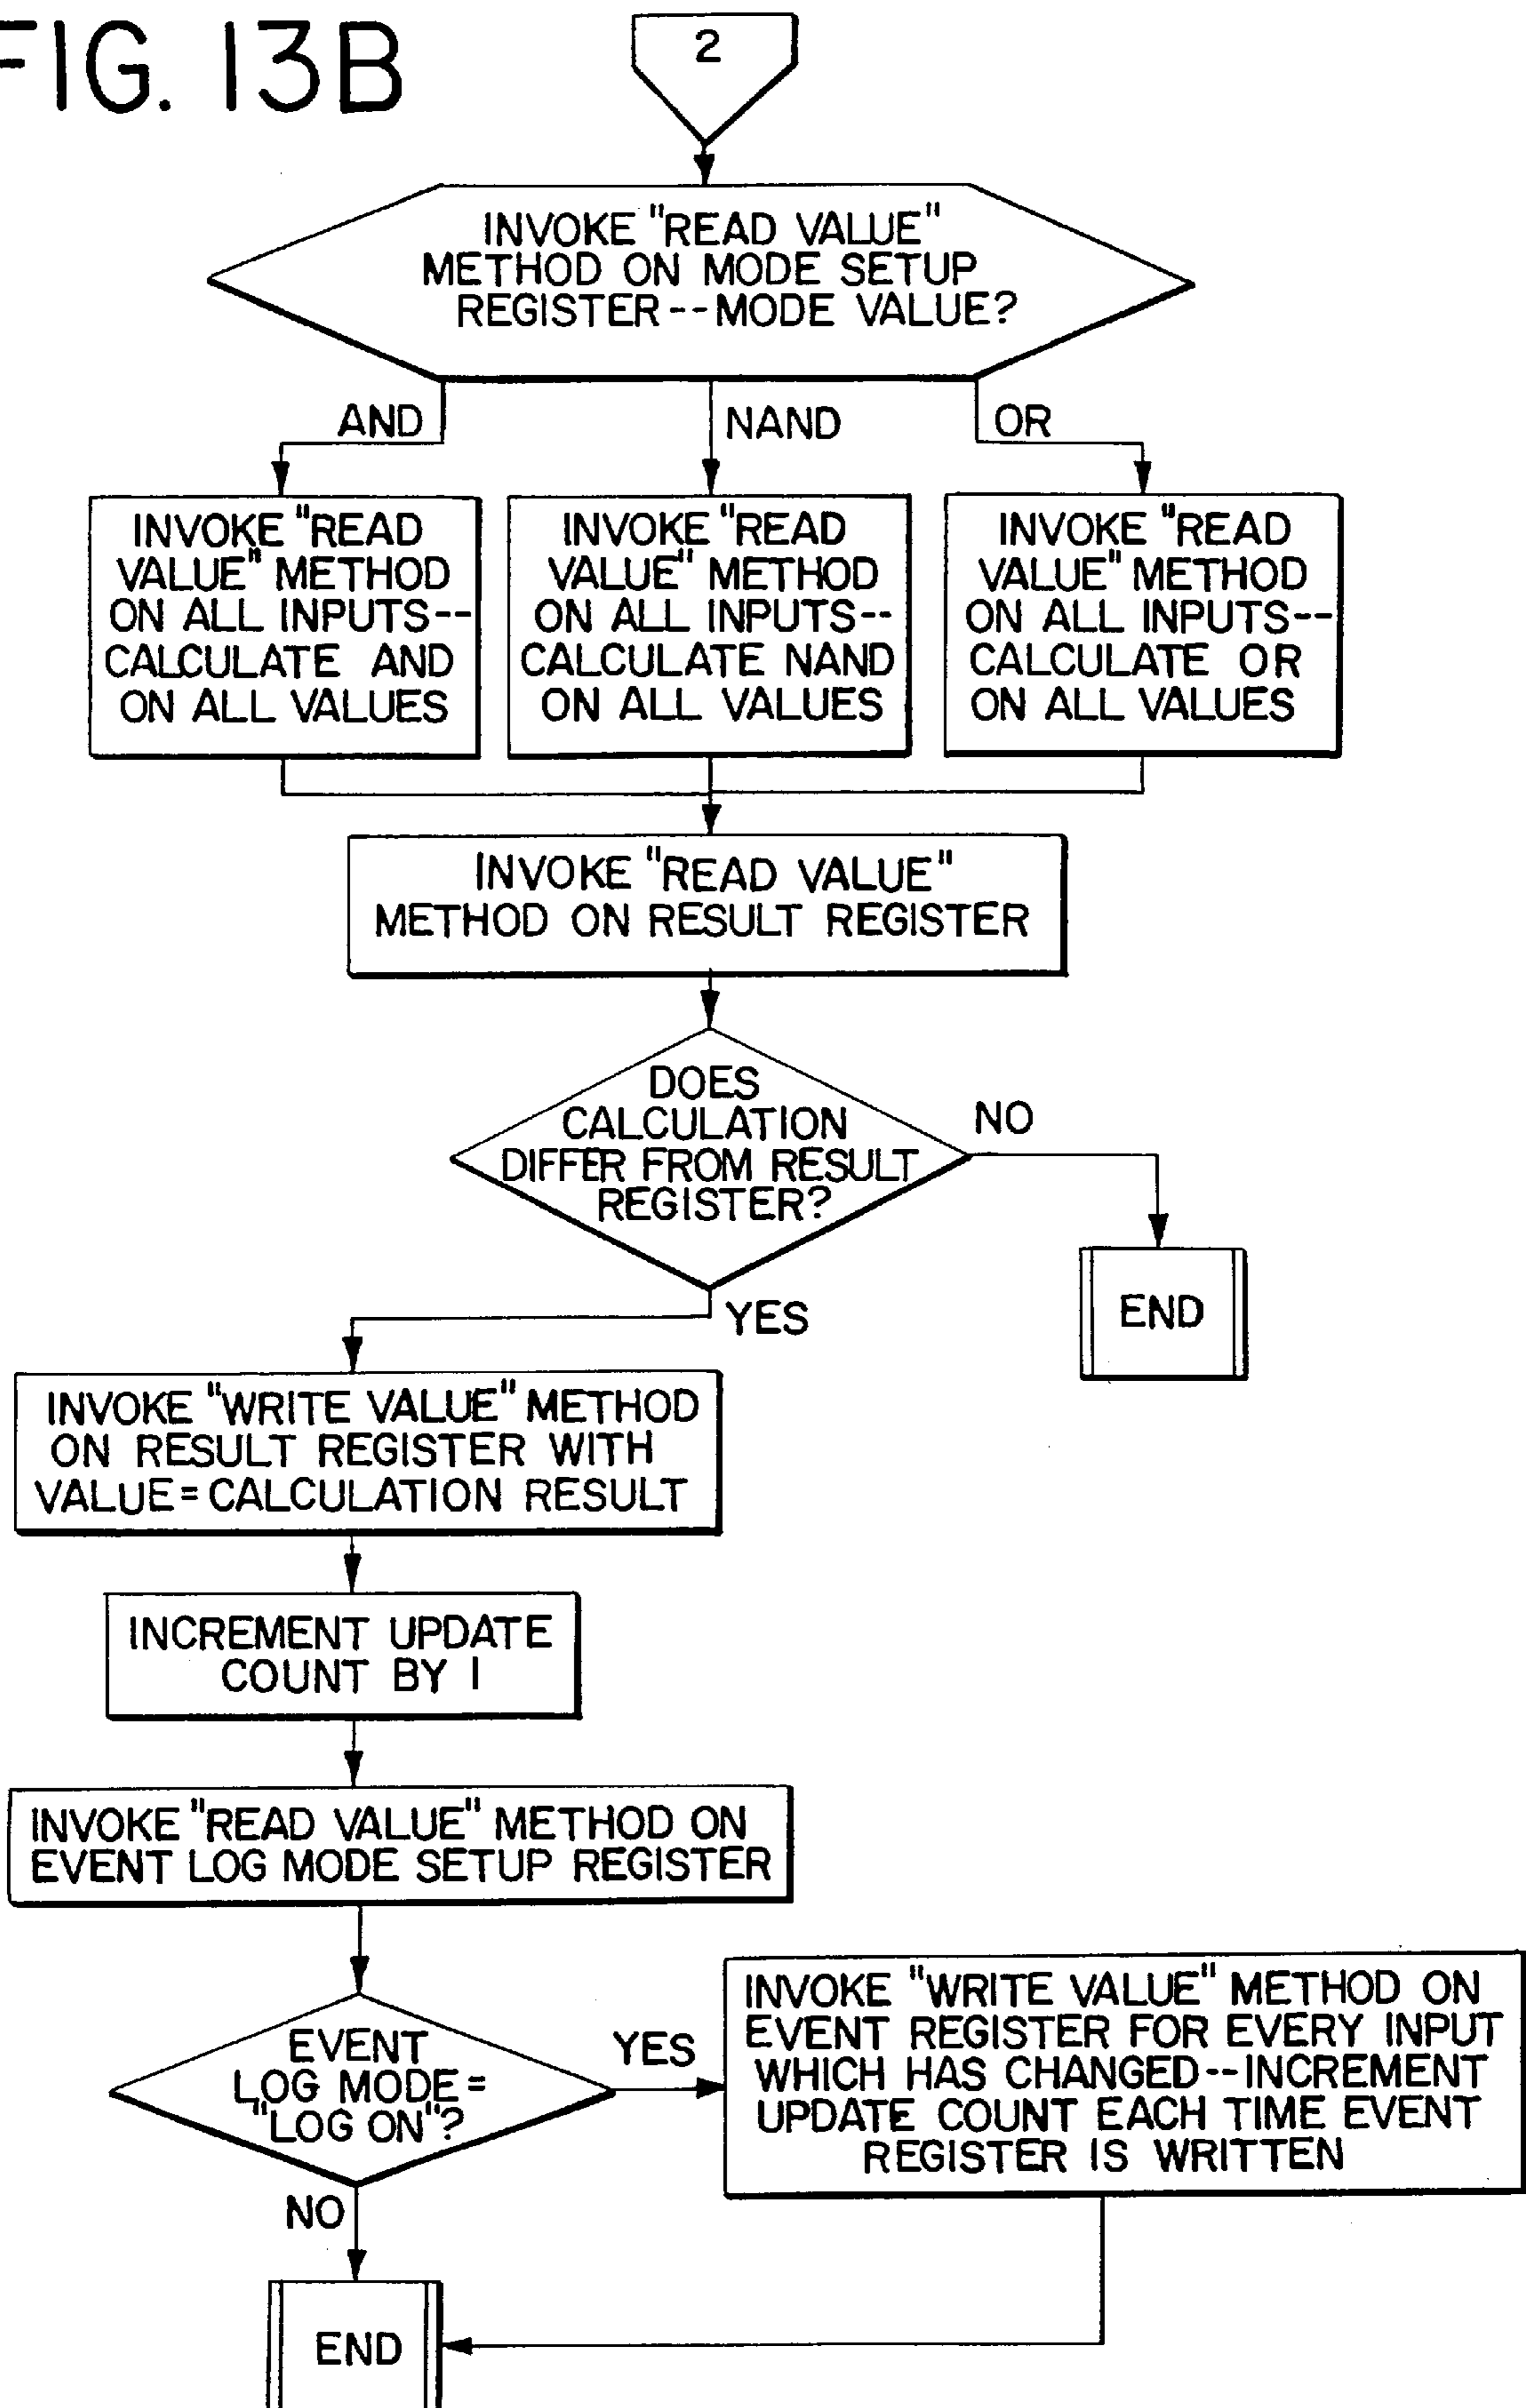 FIG. 13B
2
INVOKE "READ VALUE"
METHOD ON MODE SETUP
REGISTER--MODE VALUE?
AND
NAND
OR
INVOKE "READ
VALUE" METHOD
ON ALL INPUTS--
CALCULATE AND
ON ALL VALUES
INVOKE "READ
VALUE" METHOD
ON ALL INPUTS--
CALCULATE NAND
ON ALL VALUES
INVOKE "READ
VALUE" METHOD
ON ALL INPUTS--
CALCULATE OR
ON ALL VALUES
INVOKE "READ VALUE"
METHOD ON RESULT REGISTER
DOES
CALCULATION
DIFFER FROM RESULT
REGISTER?
NO
END
YES
INVOKE "WRITE VALUE" METHOD
ON RESULT REGISTER WITH
VALUE=CALCULATION RESULT
INCREMENT UPDATE
COUNT BY 1
INVOKE "READ VALUE" METHOD ON
EVENT LOG MODE SETUP REGISTER
EVENT
LOG MODE=
"LOG ON"?
YES
INVOKE "WRITE VALUE" METHOD ON
EVENT REGISTER FOR EVERY INPUT
WHICH HAS CHANGED--INCREMENT
UPDATE COUNT EACH TIME EVENT
REGISTER IS WRITTEN
NO
END